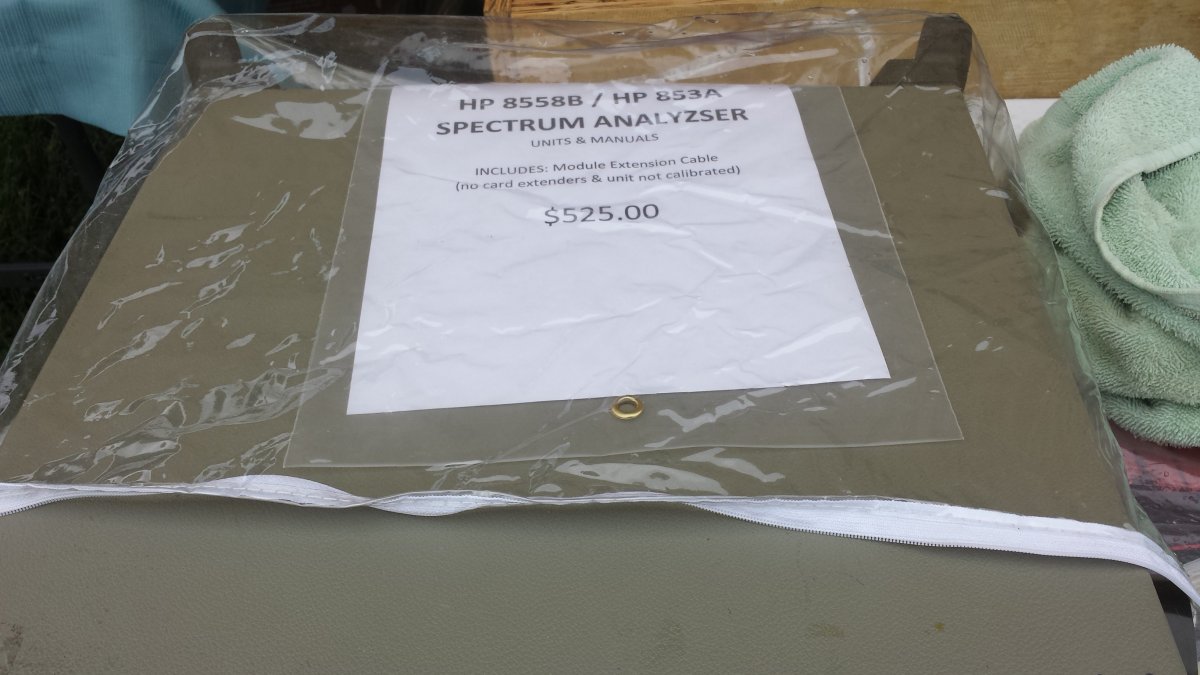 HP 8558B / HP 853A
SPECTRUM ANALYZSER
UNITS & MANUALS
INCLUDES: Module Extension Cable
(no card extenders & unit not calibrated)
$525.00